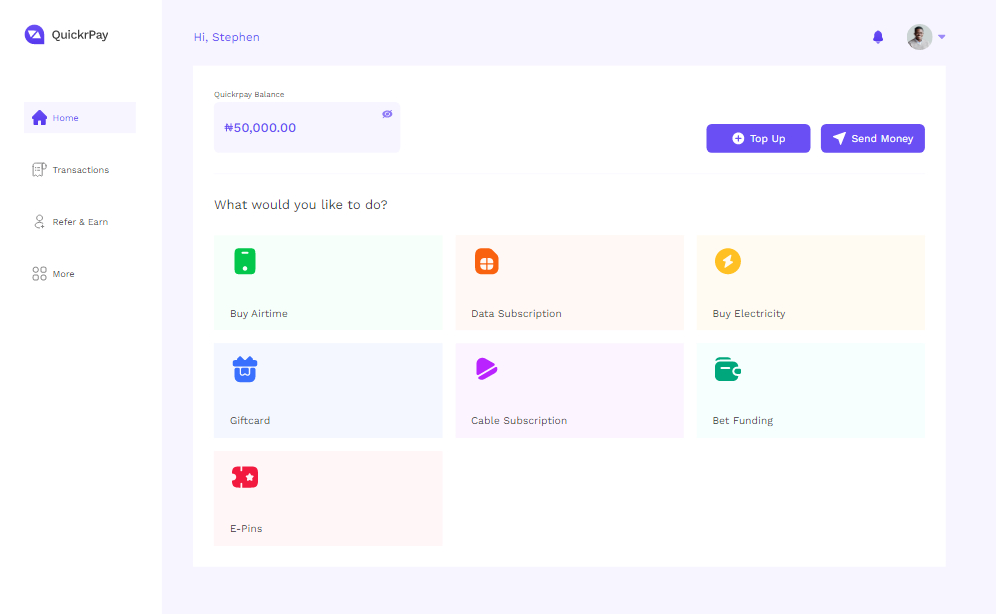 QuickrPay
Hi, Stephen
Home
Transactions
Refer & Earn
More
Quickrpay Balance
₦50,000.00
Top Up
Send Money
What would you like to do?
Buy Airtime
Data Subscription
Buy Electricity
Giftcard
Cable Subscription
Bet Funding
E-Pins